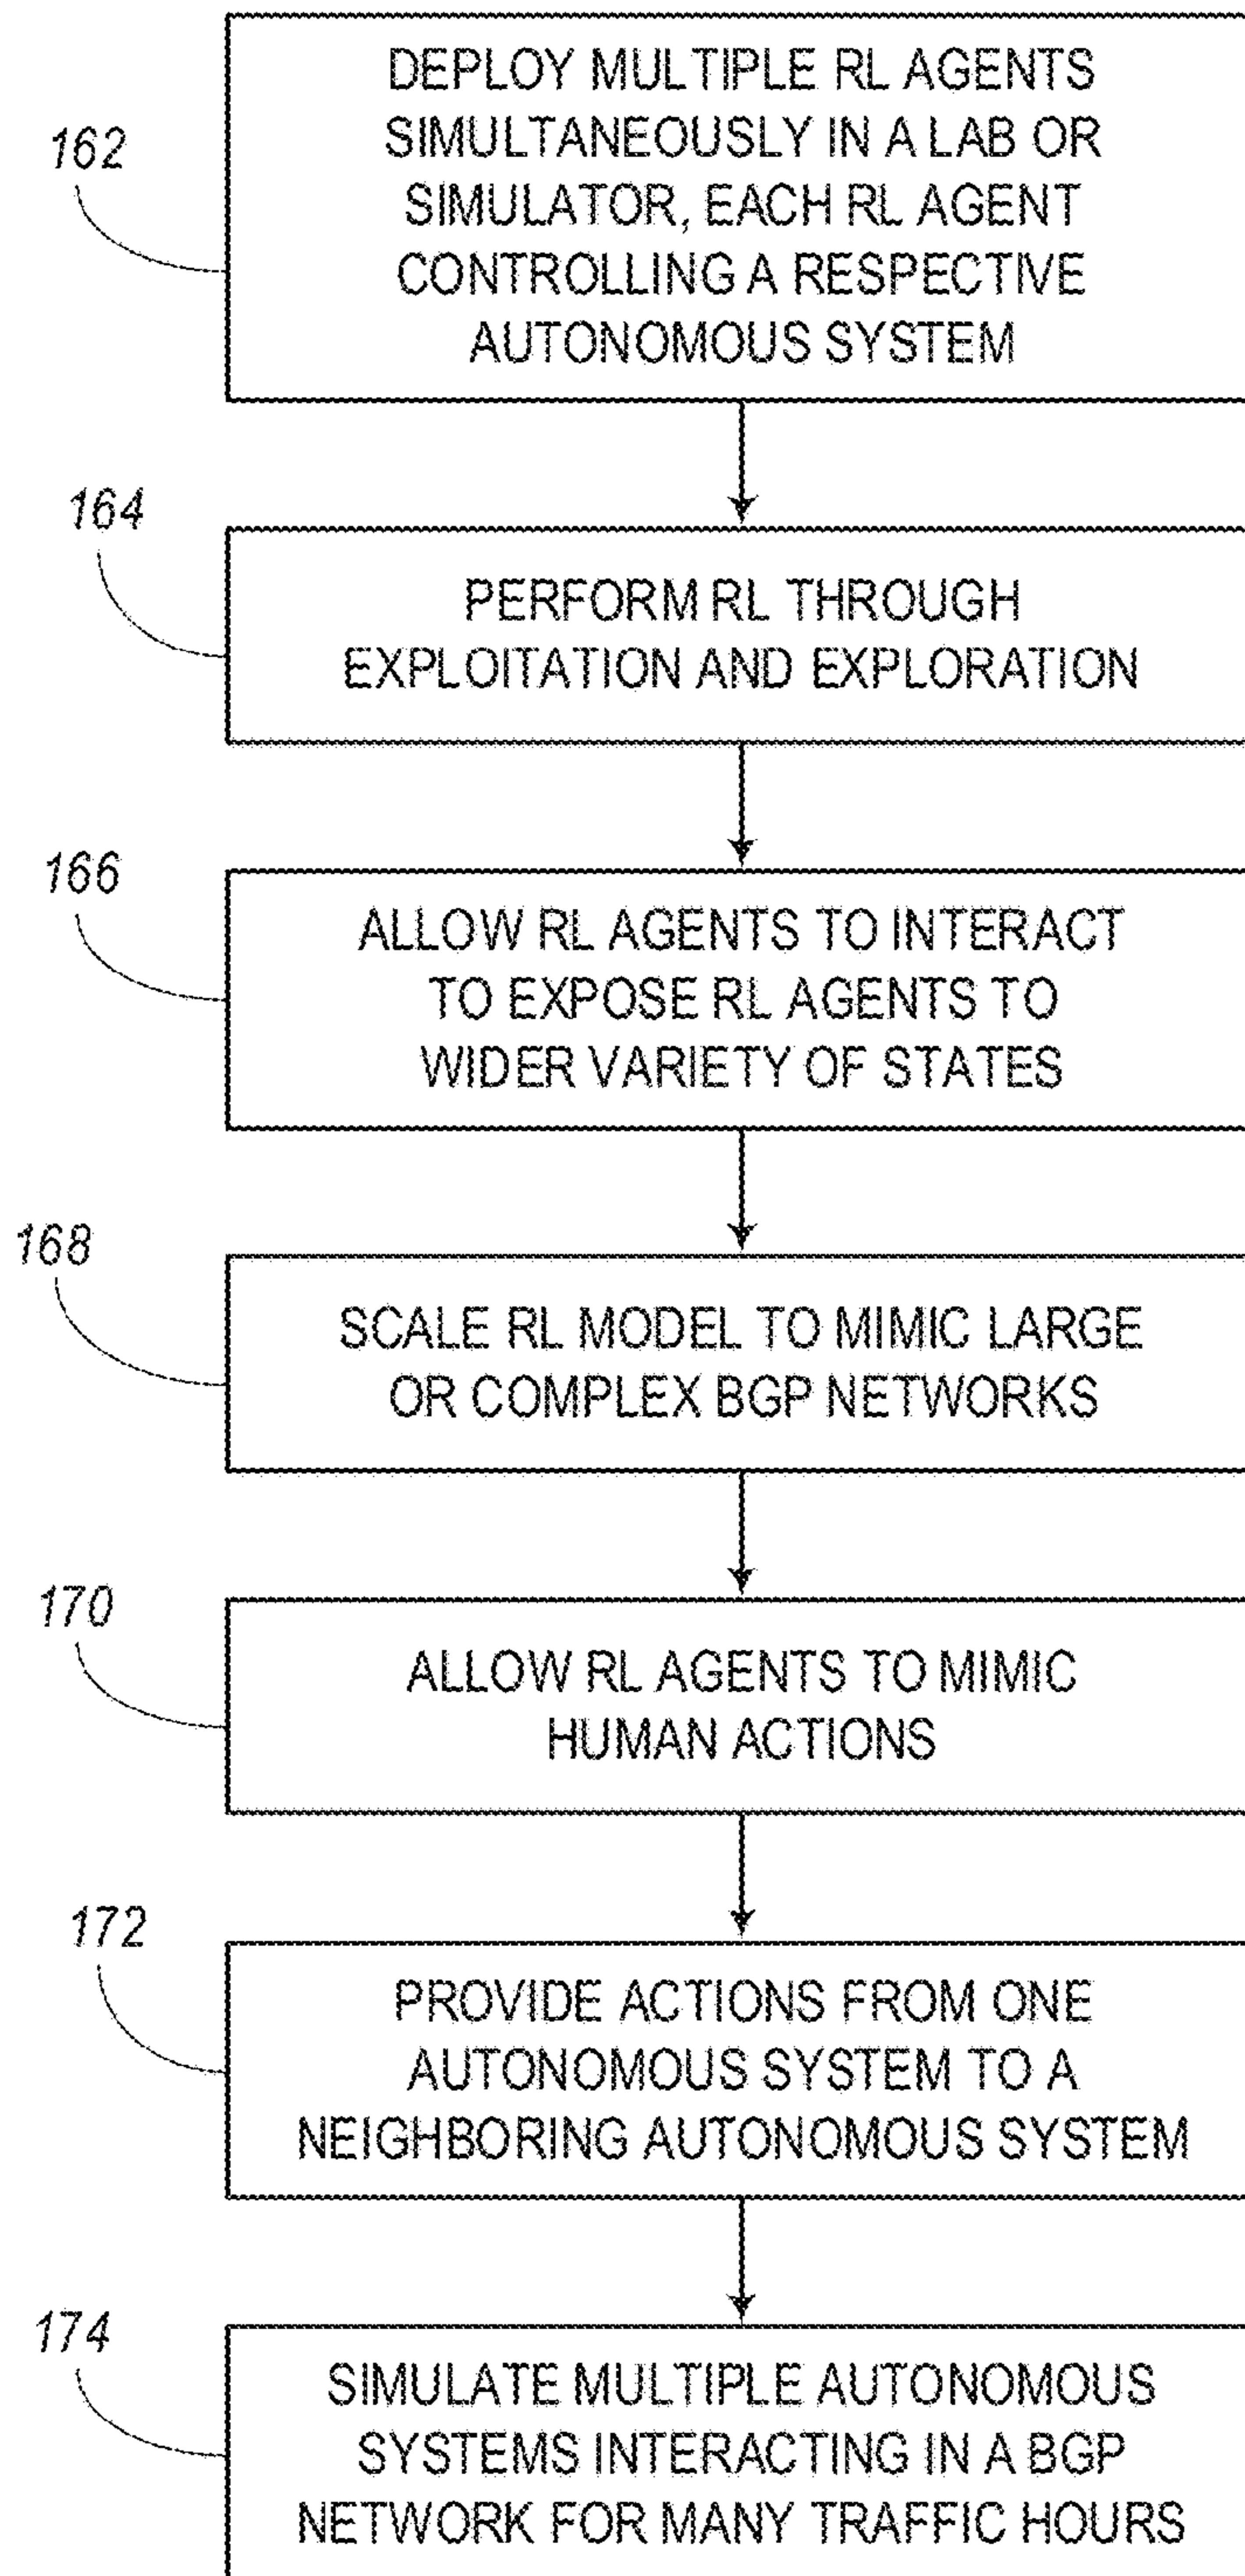 162
DEPLOY MULTIPLE RL AGENTS
SIMULTANEOUSLY IN A LAB OR
SIMULATOR, EACH RL AGENT
CONTROLLING A RESPECTIVE
AUTONOMOUS SYSTEM
164
PERFORM RL THROUGH
EXPLOITATION AND EXPLORATION
166
ALLOW RL AGENTS TO INTERACT
TO EXPOSE RL AGENTS TO
WIDER VARIETY OF STATES
168
SCALE RL MODEL TO MIMIC LARGE
OR COMPLEX BGP NETWORKS
170
ALLOW RL AGENTS TO MIMIC
HUMAN ACTIONS
172
PROVIDE ACTIONS FROM ONE
AUTONOMOUS SYSTEM TO A
NEIGHBORING AUTONOMOUS SYSTEM
174
SIMULATE MULTIPLE AUTONOMOUS
SYSTEMS INTERACTING IN A BGP
NETWORK FOR MANY TRAFFIC HOURS